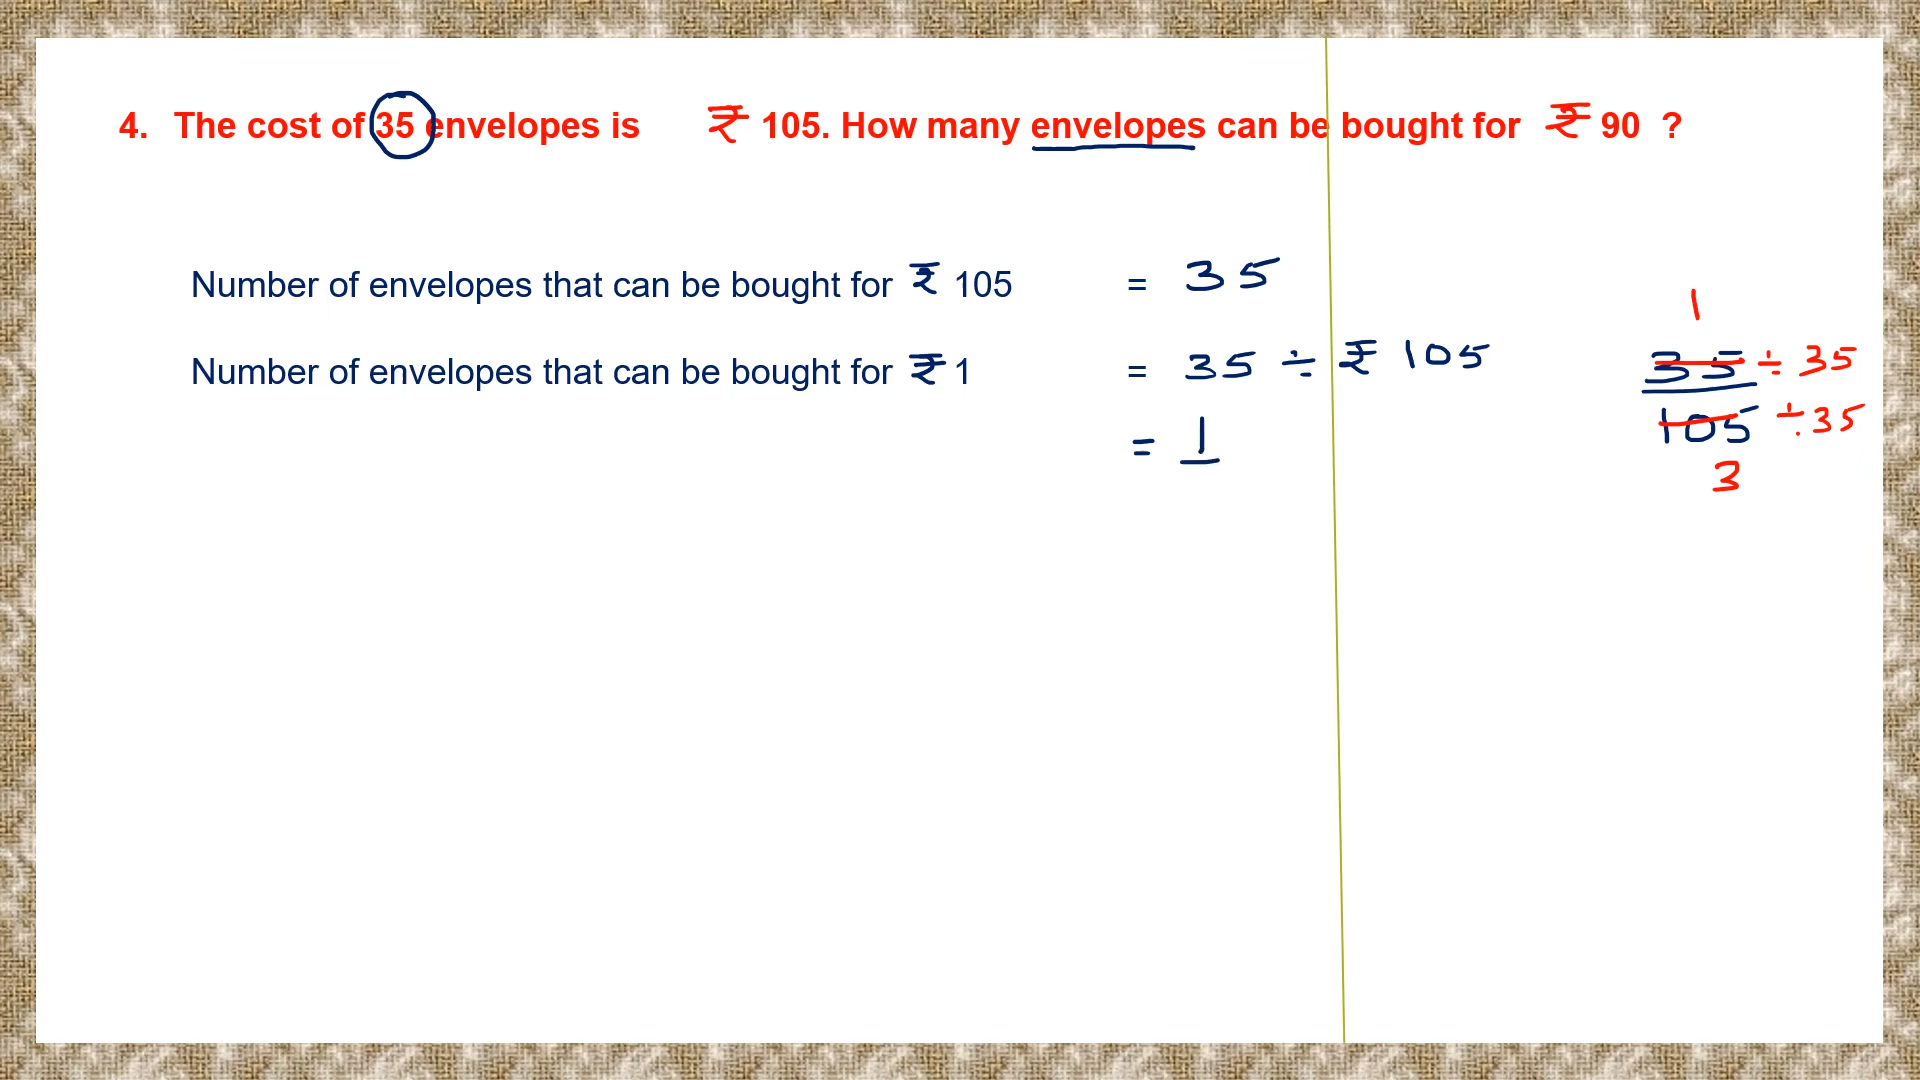 4. The cost of 35 envelopes is ₹ 105. How many envelopes can be bought for ₹ 90 ?
Number of envelopes that can be bought for ₹ 105 = 35
Number of envelopes that can be bought for ₹ 1 = 35 ÷ ₹ 105
= 1
1
35 ÷ 35
105 ÷ 35
3